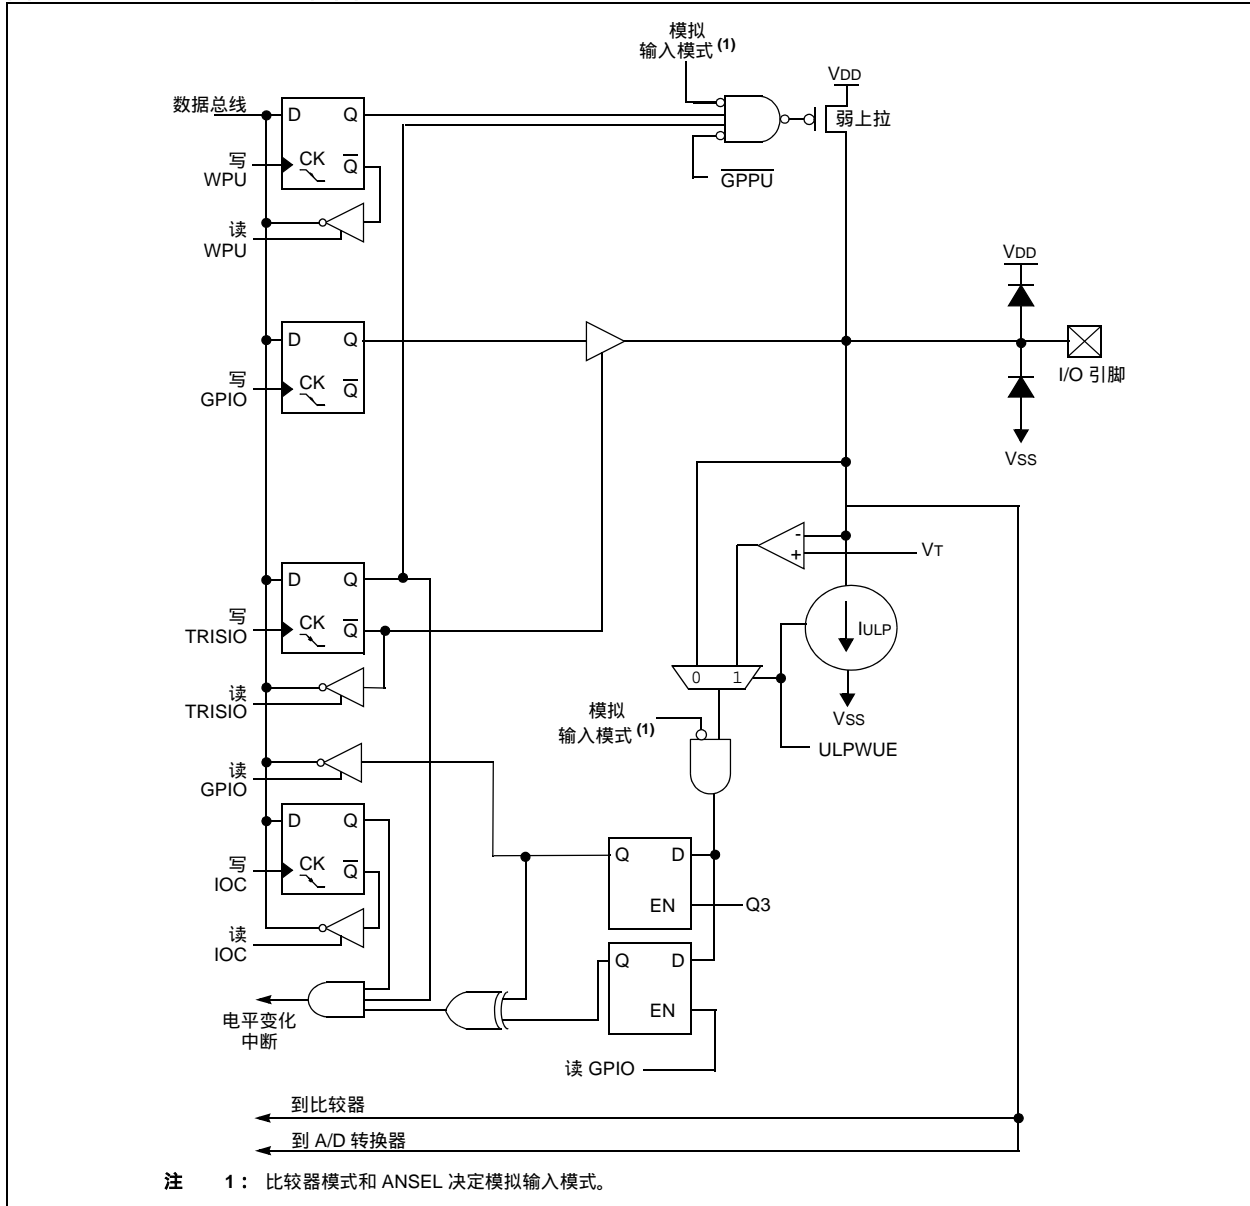 模拟
输入模式 (1)
VDD
数据总线
D
Q
弱上拉
写
WPU
CK
Q
GPPU
读
WPU
VDD
D
Q
写
GPIO
CK
Q
I/O 引脚
VSS
-
+
VT
D
Q
写
TRISIO
CK
Q
IULP
0
1
读
TRISIO
VSS
模拟
输入模式 (1)
ULPWUE
读
GPIO
D
Q
Q
D
写
IOC
CK
Q
EN
Q3
读
IOC
Q
D
EN
电平变化
中断
读 GPIO
到比较器
到 A/D 转换器
注 1： 比较器模式和 ANSEL 决定模拟输入模式。